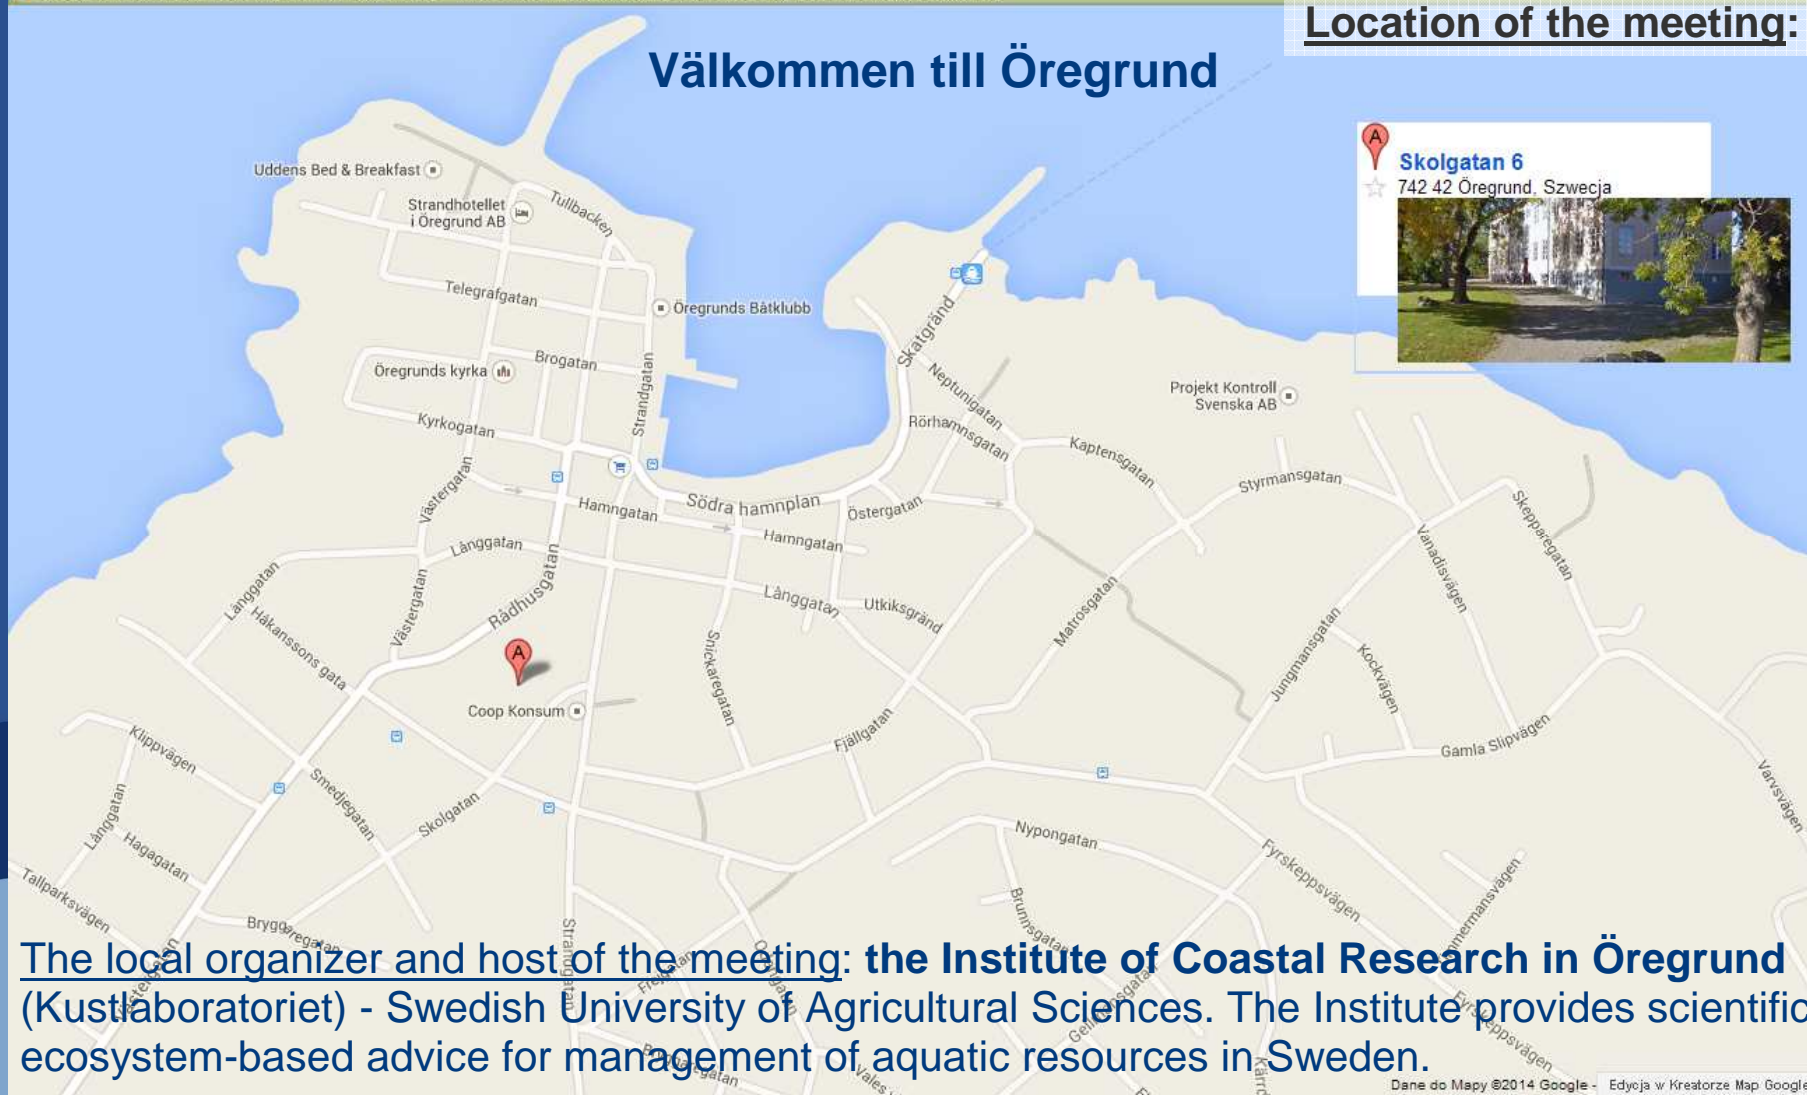 Location of the meeting:
Välkommen till Öregrund
A
Skolgatan 6
742 42 Öregrund, Szwecja
Uddens Bed & Breakfast
Strandhotellet
i Öregrund AB
Tullbacken
Telegrafgatan
Öregrunds Båtklubb
Skatgränd
Brogatan
Öregrunds kyrka
Strandgatan
Neptunigatan
Projekt Kontroll
Svenska AB
Kyrkogatan
Rörhamnsgatan
Kaptensgatan
Västergatan
Styrmansgatan
Södra hamnplan
Hamngatan
Östergatan
Skepparegatan
Hamngatan
Långgatan
Vanadisvägen
Långgatan
Västergatan
Rådhusgatan
Långgatan
Utkiksgränd
Matrosgatan
Håkanssons gata
A
Snickaregatan
Jungmansgatan
Kockvägen
Coop Konsum
Fjällgatan
Klippvägen
Gamla Slipvägen
Varvsvägen
Långgatan
Smedjegatan
Skolgatan
Hagagatan
Nypongatan
Fyrskeppsvägen
Tallparksvägen
Bryggaregatan
Brunnsgatan
Strandgatan
Västergatan
The local organizer and host of the meeting: the Institute of Coastal Research in Öregrund
(Kustlaboratoriet) - Swedish University of Agricultural Sciences. The Institute provides scientific
ecosystem-based advice for management of aquatic resources in Sweden.
Fyrskeppsvägen
Bryggaregatan
Dane do Mapy ©2014 Google - Edycja w Kreatorze Map Google